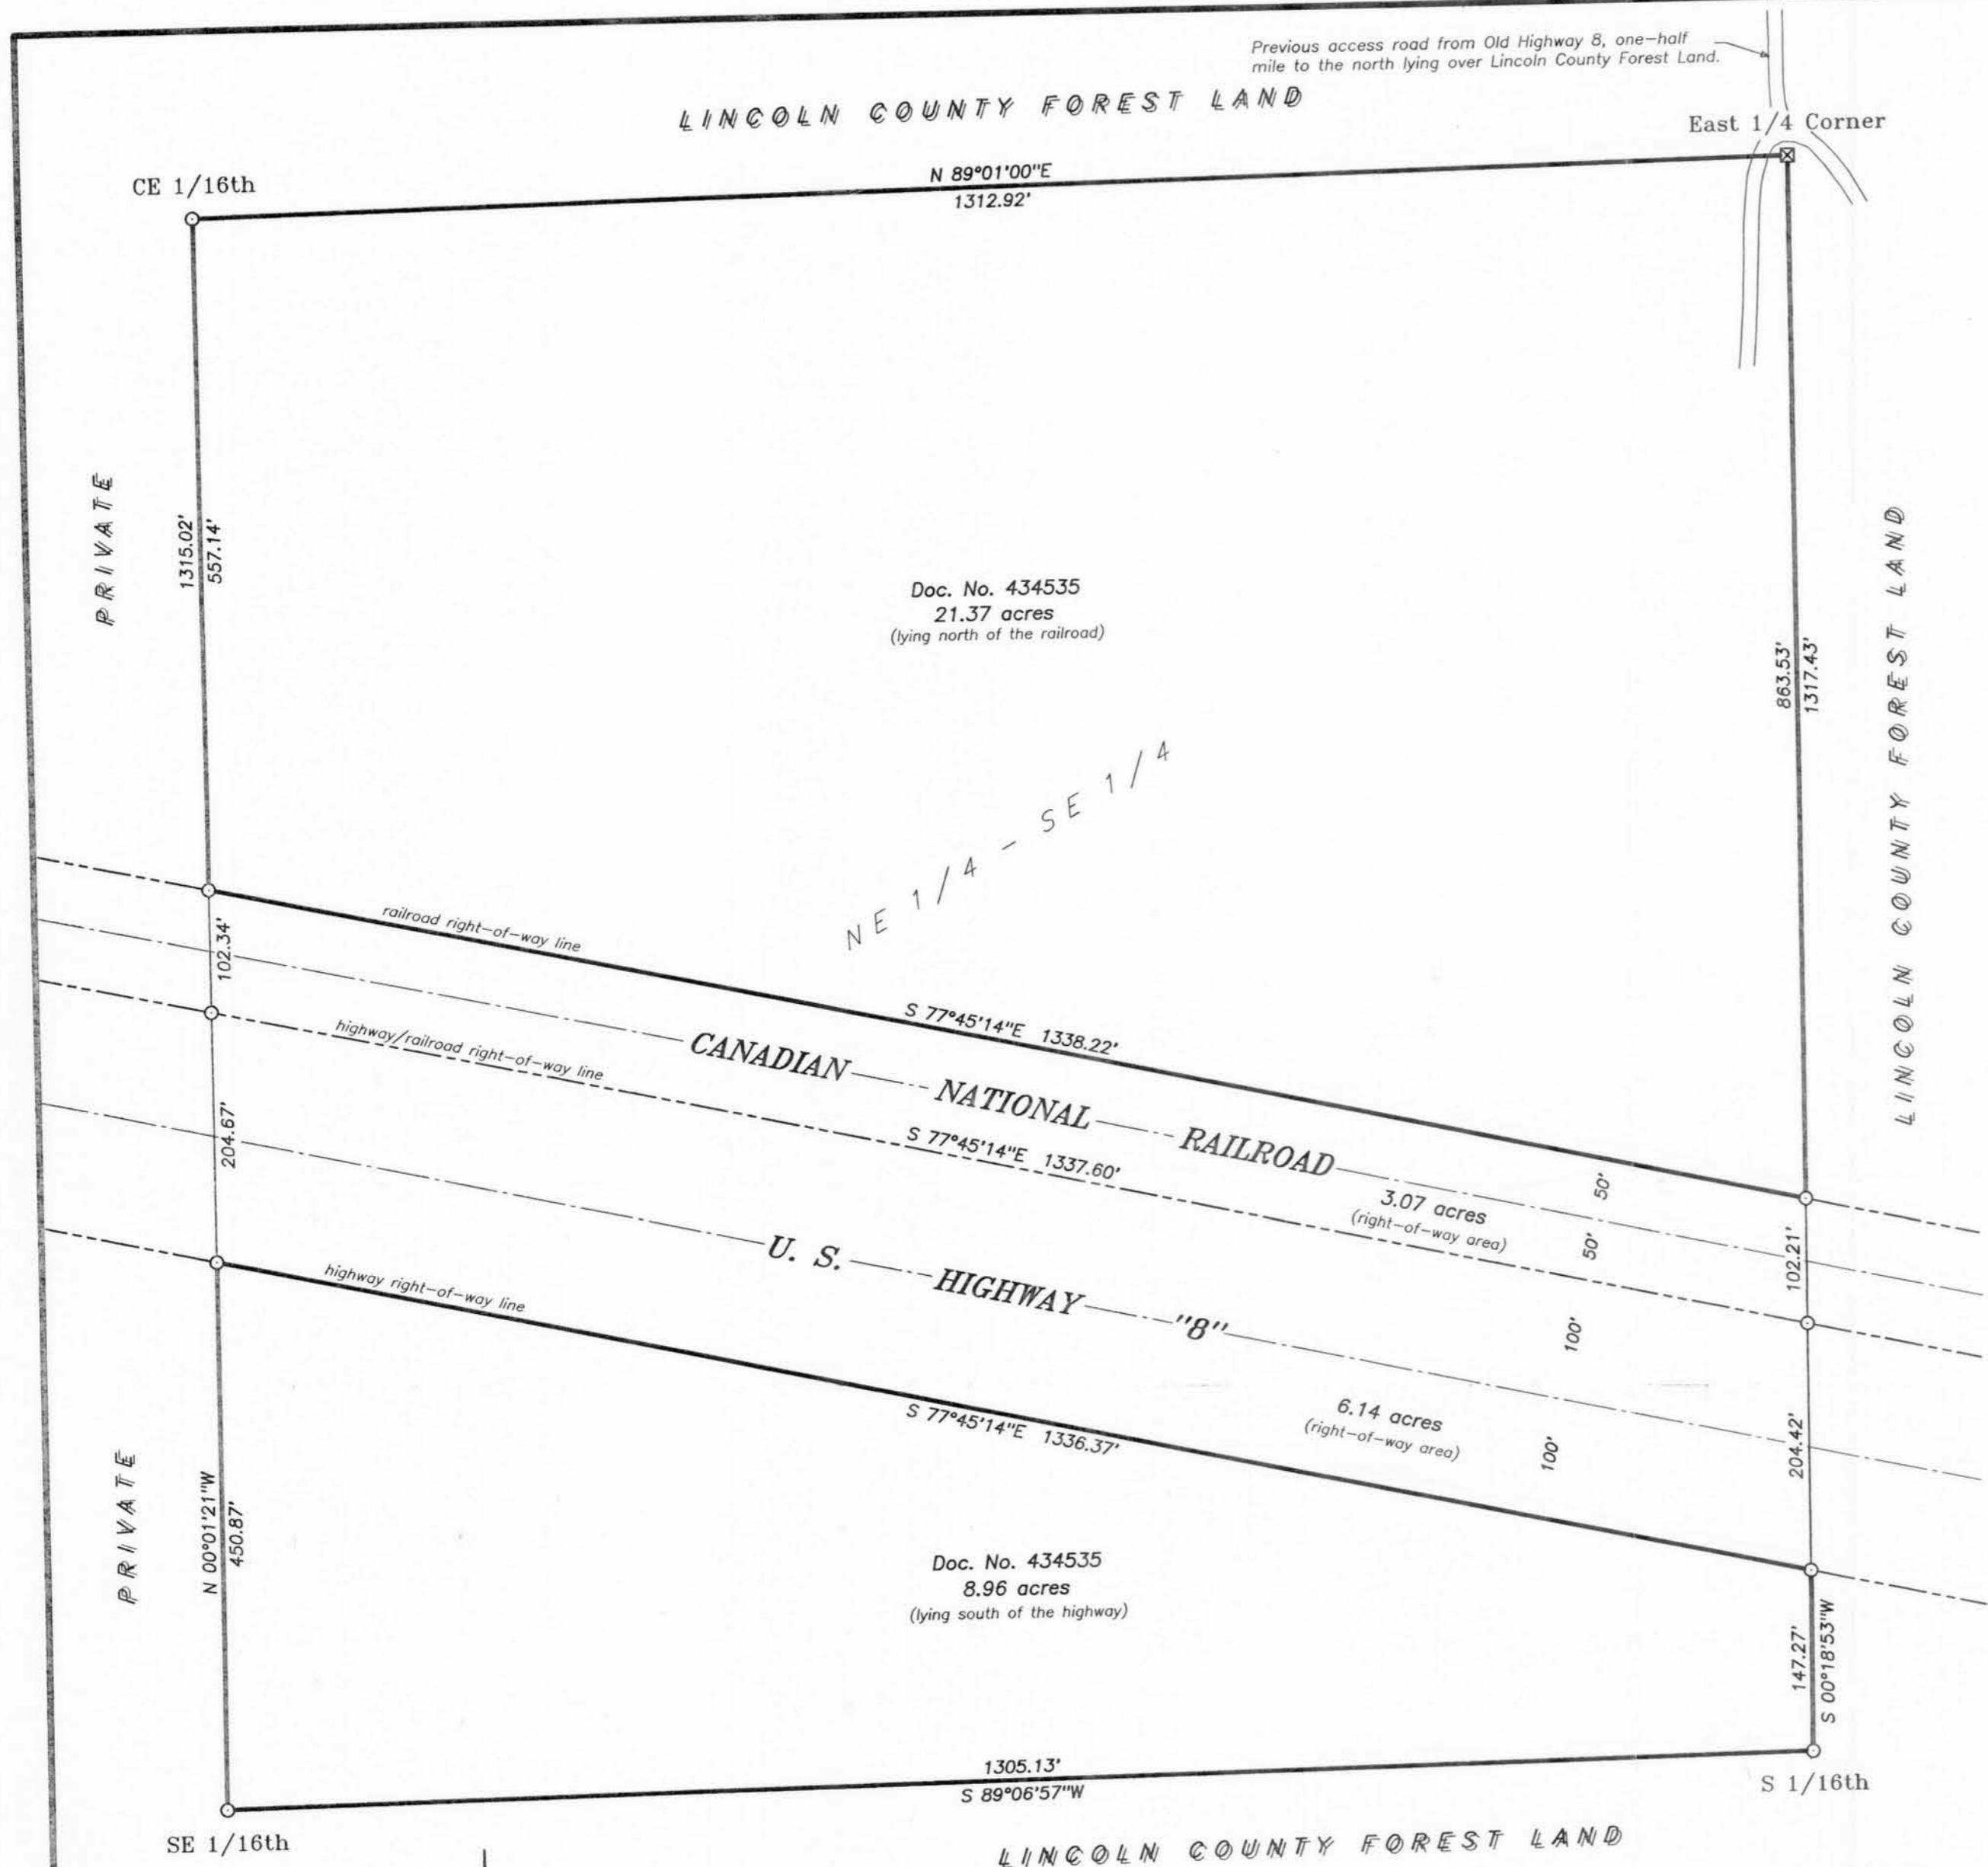 Previous access road from Old Highway 8, one-half
mile to the north lying over Lincoln County Forest Land.
LINCOLN COUNTY FOREST LAND
East 1/4 Corner
CE 1/16th
N 89°01'00"E
1312.92'
PRIVATE
1315.02'
557.14'
Doc. No. 434535
21.37 acres
(lying north of the railroad)
863.53'
1317.43'
LINCOLN COUNTY FOREST LAND
NE 1/4 - SE 1/4
railroad right-of-way line
102.34'
S 77°45'14"E 1338.22'
highway/railroad right-of-way line
CANADIAN NATIONAL RAILROAD
204.67'
S 77°45'14"E 1337.60'
3.07 acres
(right-of-way area)
50'
50'
102.21'
U. S. HIGHWAY "8"
highway right-of-way line
100'
6.14 acres
(right-of-way area)
100'
204.42'
S 77°45'14"E 1336.37'
PRIVATE
N 00°01'21"W
450.87'
Doc. No. 434535
8.96 acres
(lying south of the highway)
147.27'
S 00°18'53"W
1305.13'
S 89°06'57"W
S 1/16th
SE 1/16th
LINCOLN COUNTY FOREST LAND